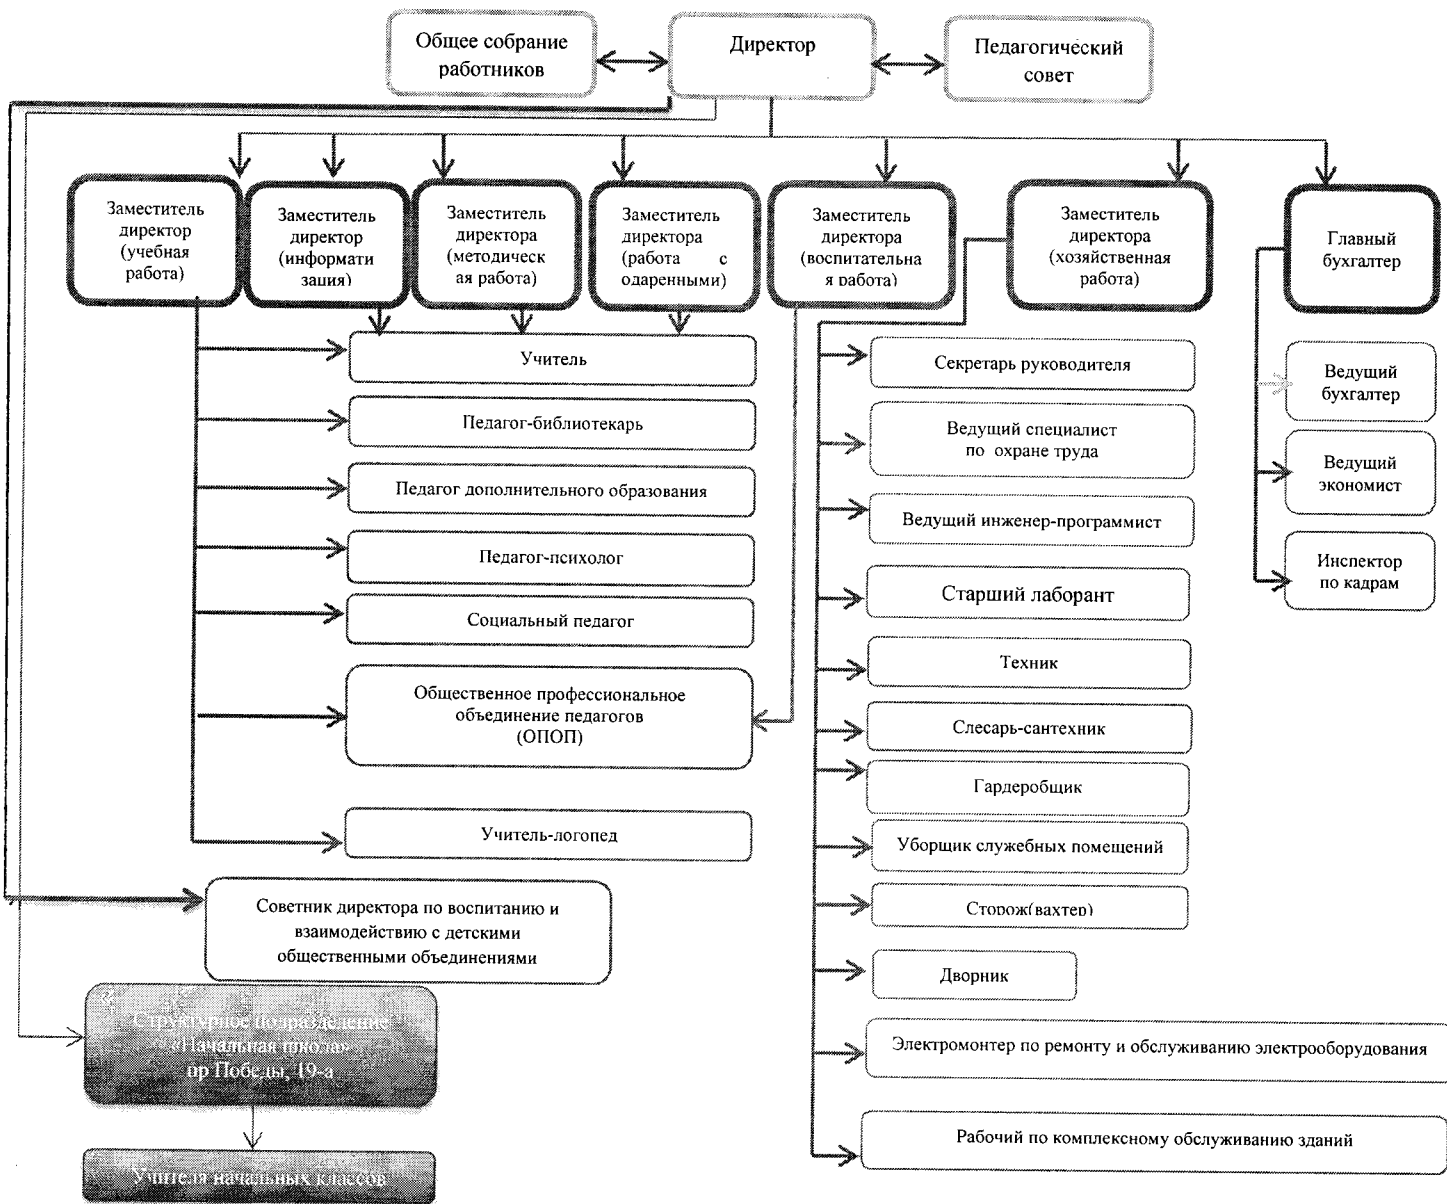 Общее собрание
работников
Директор
Педагогический
совет
Заместитель
директор
(учебная
работа)
Заместитель
директор
(информати
зация)
Заместитель
директора
(методическ
ая работа)
Заместитель
директора
(работа с
одаренными)
Заместитель
директора
(воспитательна
я работа)
Заместитель
директора
(хозяйственная
работа)
Главный
бухгалтер
Учитель
Педагог-библиотекарь
Педагог дополнительного образования
Педагог-психолог
Социальный педагог
Общественное профессиональное
объединение педагогов
(ОПОП)
Учитель-логопед
Секретарь руководителя
Ведущий специалист
по охране труда
Ведущий инженер-программист
Старший лаборант
Техник
Слесарь-сантехник
Гардеробщик
Уборщик служебных помещений
Сторож(вахтер)
Дворник
Электромонтер по ремонту и обслуживанию электрооборудования
Рабочий по комплексному обслуживанию зданий
Ведущий
бухгалтер
Ведущий
экономист
Инспектор
по кадрам
Советник директора по воспитанию и
взаимодействию с детскими
общественными объединениями
Структурное подразделение
«Начальная школа»
пр Победы, 19-а
Учителя начальных классов